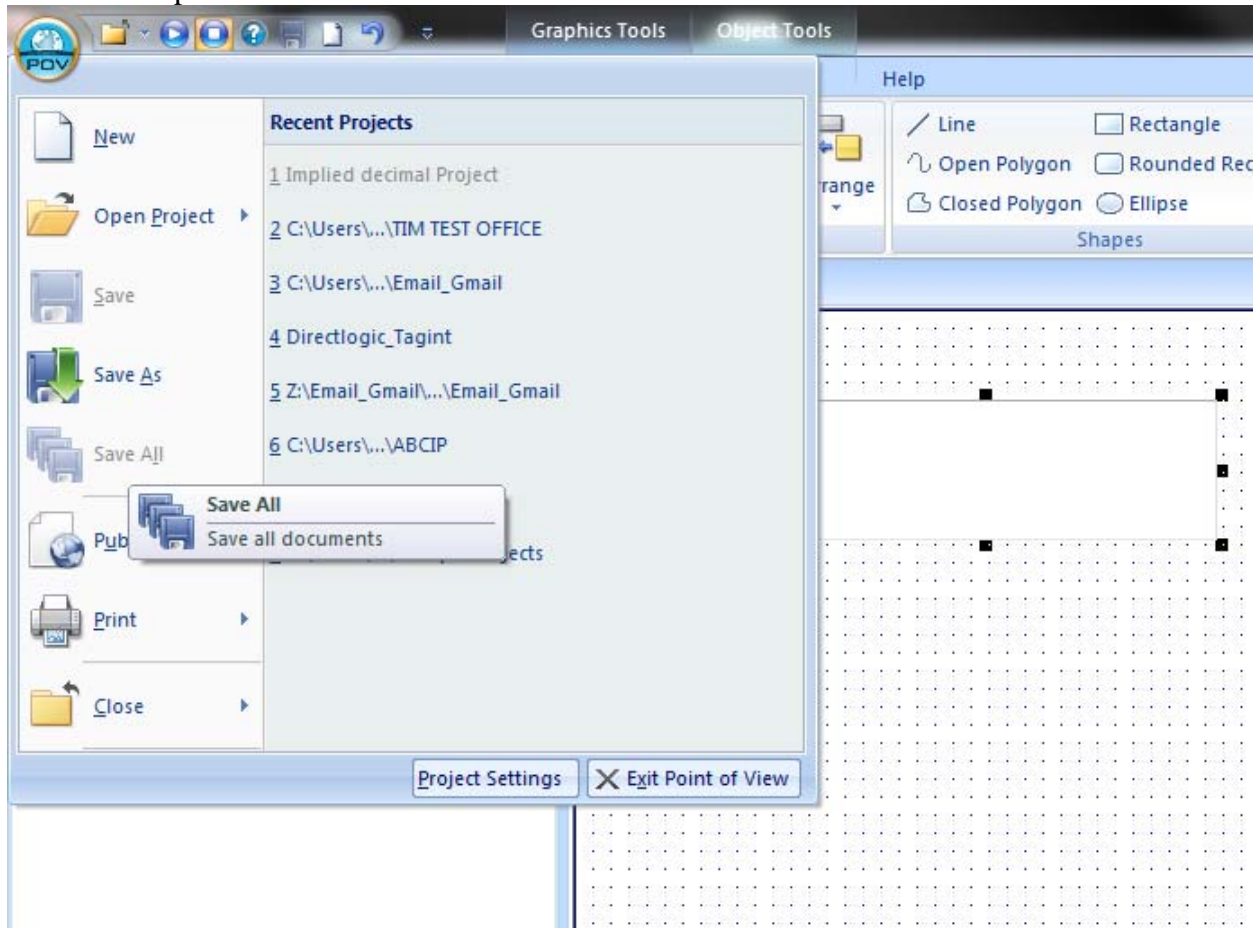 Graphics Tools Object Tools
POV
Help
New
Open Project
Save
Save As
Save All
Print
Close
Recent Projects
1 Implied decimal Project
2 C:\Users\...\TIM TEST OFFICE
3 C:\Users\...\Email_Gmail
4 Directlogic_Tagint
5 Z:\Email_Gmail\...\Email_Gmail
6 C:\Users\...\ABCIP
Save All
Save all documents
Project Settings
Exit Point of View
Line
Rectangle
Open Polygon
Rounded Rec
Closed Polygon
Ellipse
Shapes